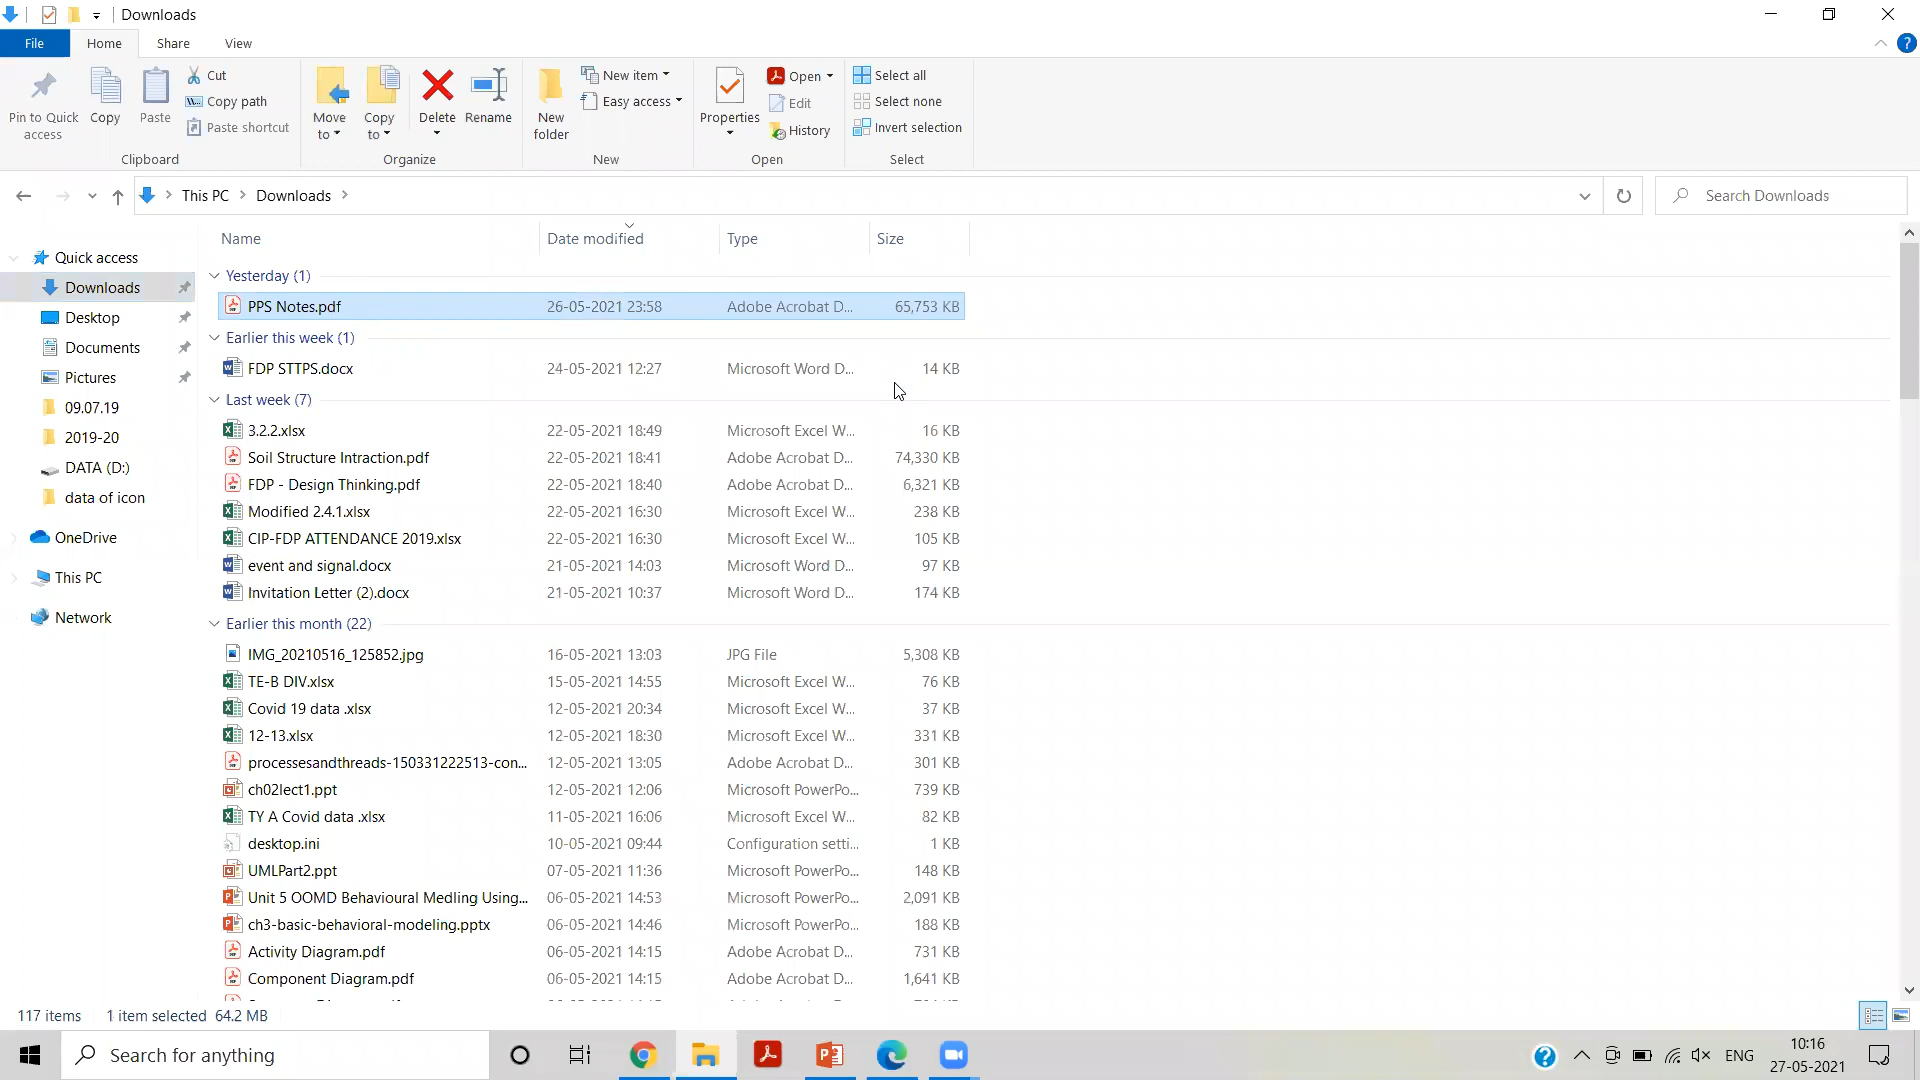 Downloads
File Home Share View
Pin to Quick access
Copy
Paste
Cut
Copy path
Paste shortcut
Clipboard
Move to
Copy to
Delete
Rename
Organize
New folder
New item
Easy access
New
Properties
Open
Edit
History
Open
Select all
Select none
Invert selection
Select
This PC Downloads
Search Downloads
Quick access
Downloads
Desktop
Documents
Pictures
09.07.19
2019-20
DATA (D:)
data of icon
OneDrive
This PC
Network
Name Date modified Type Size
Yesterday (1)
PPS Notes.pdf 26-05-2021 23:58 Adobe Acrobat D... 65,753 KB
Earlier this week (1)
FDP STTPS.docx 24-05-2021 12:27 Microsoft Word D... 14 KB
Last week (7)
3.2.2.xlsx 22-05-2021 18:49 Microsoft Excel W... 16 KB
Soil Structure Intraction.pdf 22-05-2021 18:41 Adobe Acrobat D... 74,330 KB
FDP - Design Thinking.pdf 22-05-2021 18:40 Adobe Acrobat D... 6,321 KB
Modified 2.4.1.xlsx 22-05-2021 16:30 Microsoft Excel W... 238 KB
CIP-FDP ATTENDANCE 2019.xlsx 22-05-2021 16:30 Microsoft Excel W... 105 KB
event and signal.docx 21-05-2021 14:03 Microsoft Word D... 97 KB
Invitation Letter (2).docx 21-05-2021 10:37 Microsoft Word D... 174 KB
Earlier this month (22)
IMG_20210516_125852.jpg 16-05-2021 13:03 JPG File 5,308 KB
TE-B DIV.xlsx 15-05-2021 14:55 Microsoft Excel W... 76 KB
Covid 19 data .xlsx 12-05-2021 20:34 Microsoft Excel W... 37 KB
12-13.xlsx 12-05-2021 18:30 Microsoft Excel W... 331 KB
processesandthreads-150331222513-con... 12-05-2021 13:05 Adobe Acrobat D... 301 KB
ch02lect1.ppt 12-05-2021 12:06 Microsoft PowerPo... 739 KB
TY A Covid data .xlsx 11-05-2021 16:06 Microsoft Excel W... 82 KB
desktop.ini 10-05-2021 09:44 Configuration setti... 1 KB
UMLPart2.ppt 07-05-2021 11:36 Microsoft PowerPo... 148 KB
Unit 5 OOMD Behavioural Medling Using... 06-05-2021 14:53 Microsoft PowerPo... 2,091 KB
ch3-basic-behavioral-modeling.pptx 06-05-2021 14:46 Microsoft PowerPo... 188 KB
Activity Diagram.pdf 06-05-2021 14:15 Adobe Acrobat D... 731 KB
Component Diagram.pdf 06-05-2021 14:15 Adobe Acrobat D... 1,641 KB
117 items 1 item selected 64.2 MB
Search for anything
ENG
10:16
27-05-2021